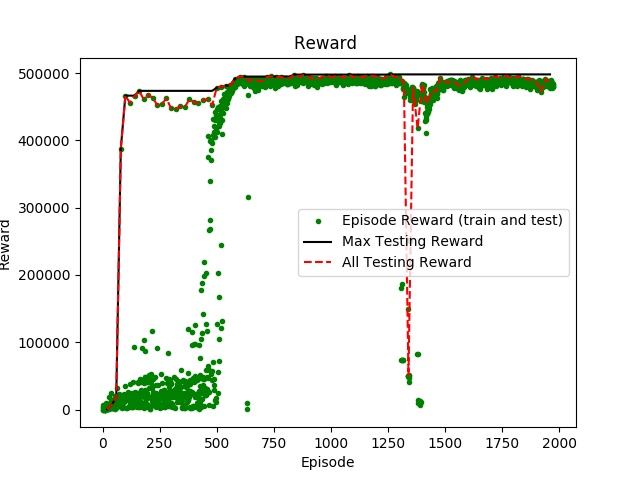 Reward
500000
400000
300000
200000
100000
0
Reward
Episode Reward (train and test)
Max Testing Reward
All Testing Reward
0 250 500 750 1000 1250 1500 1750 2000
Episode